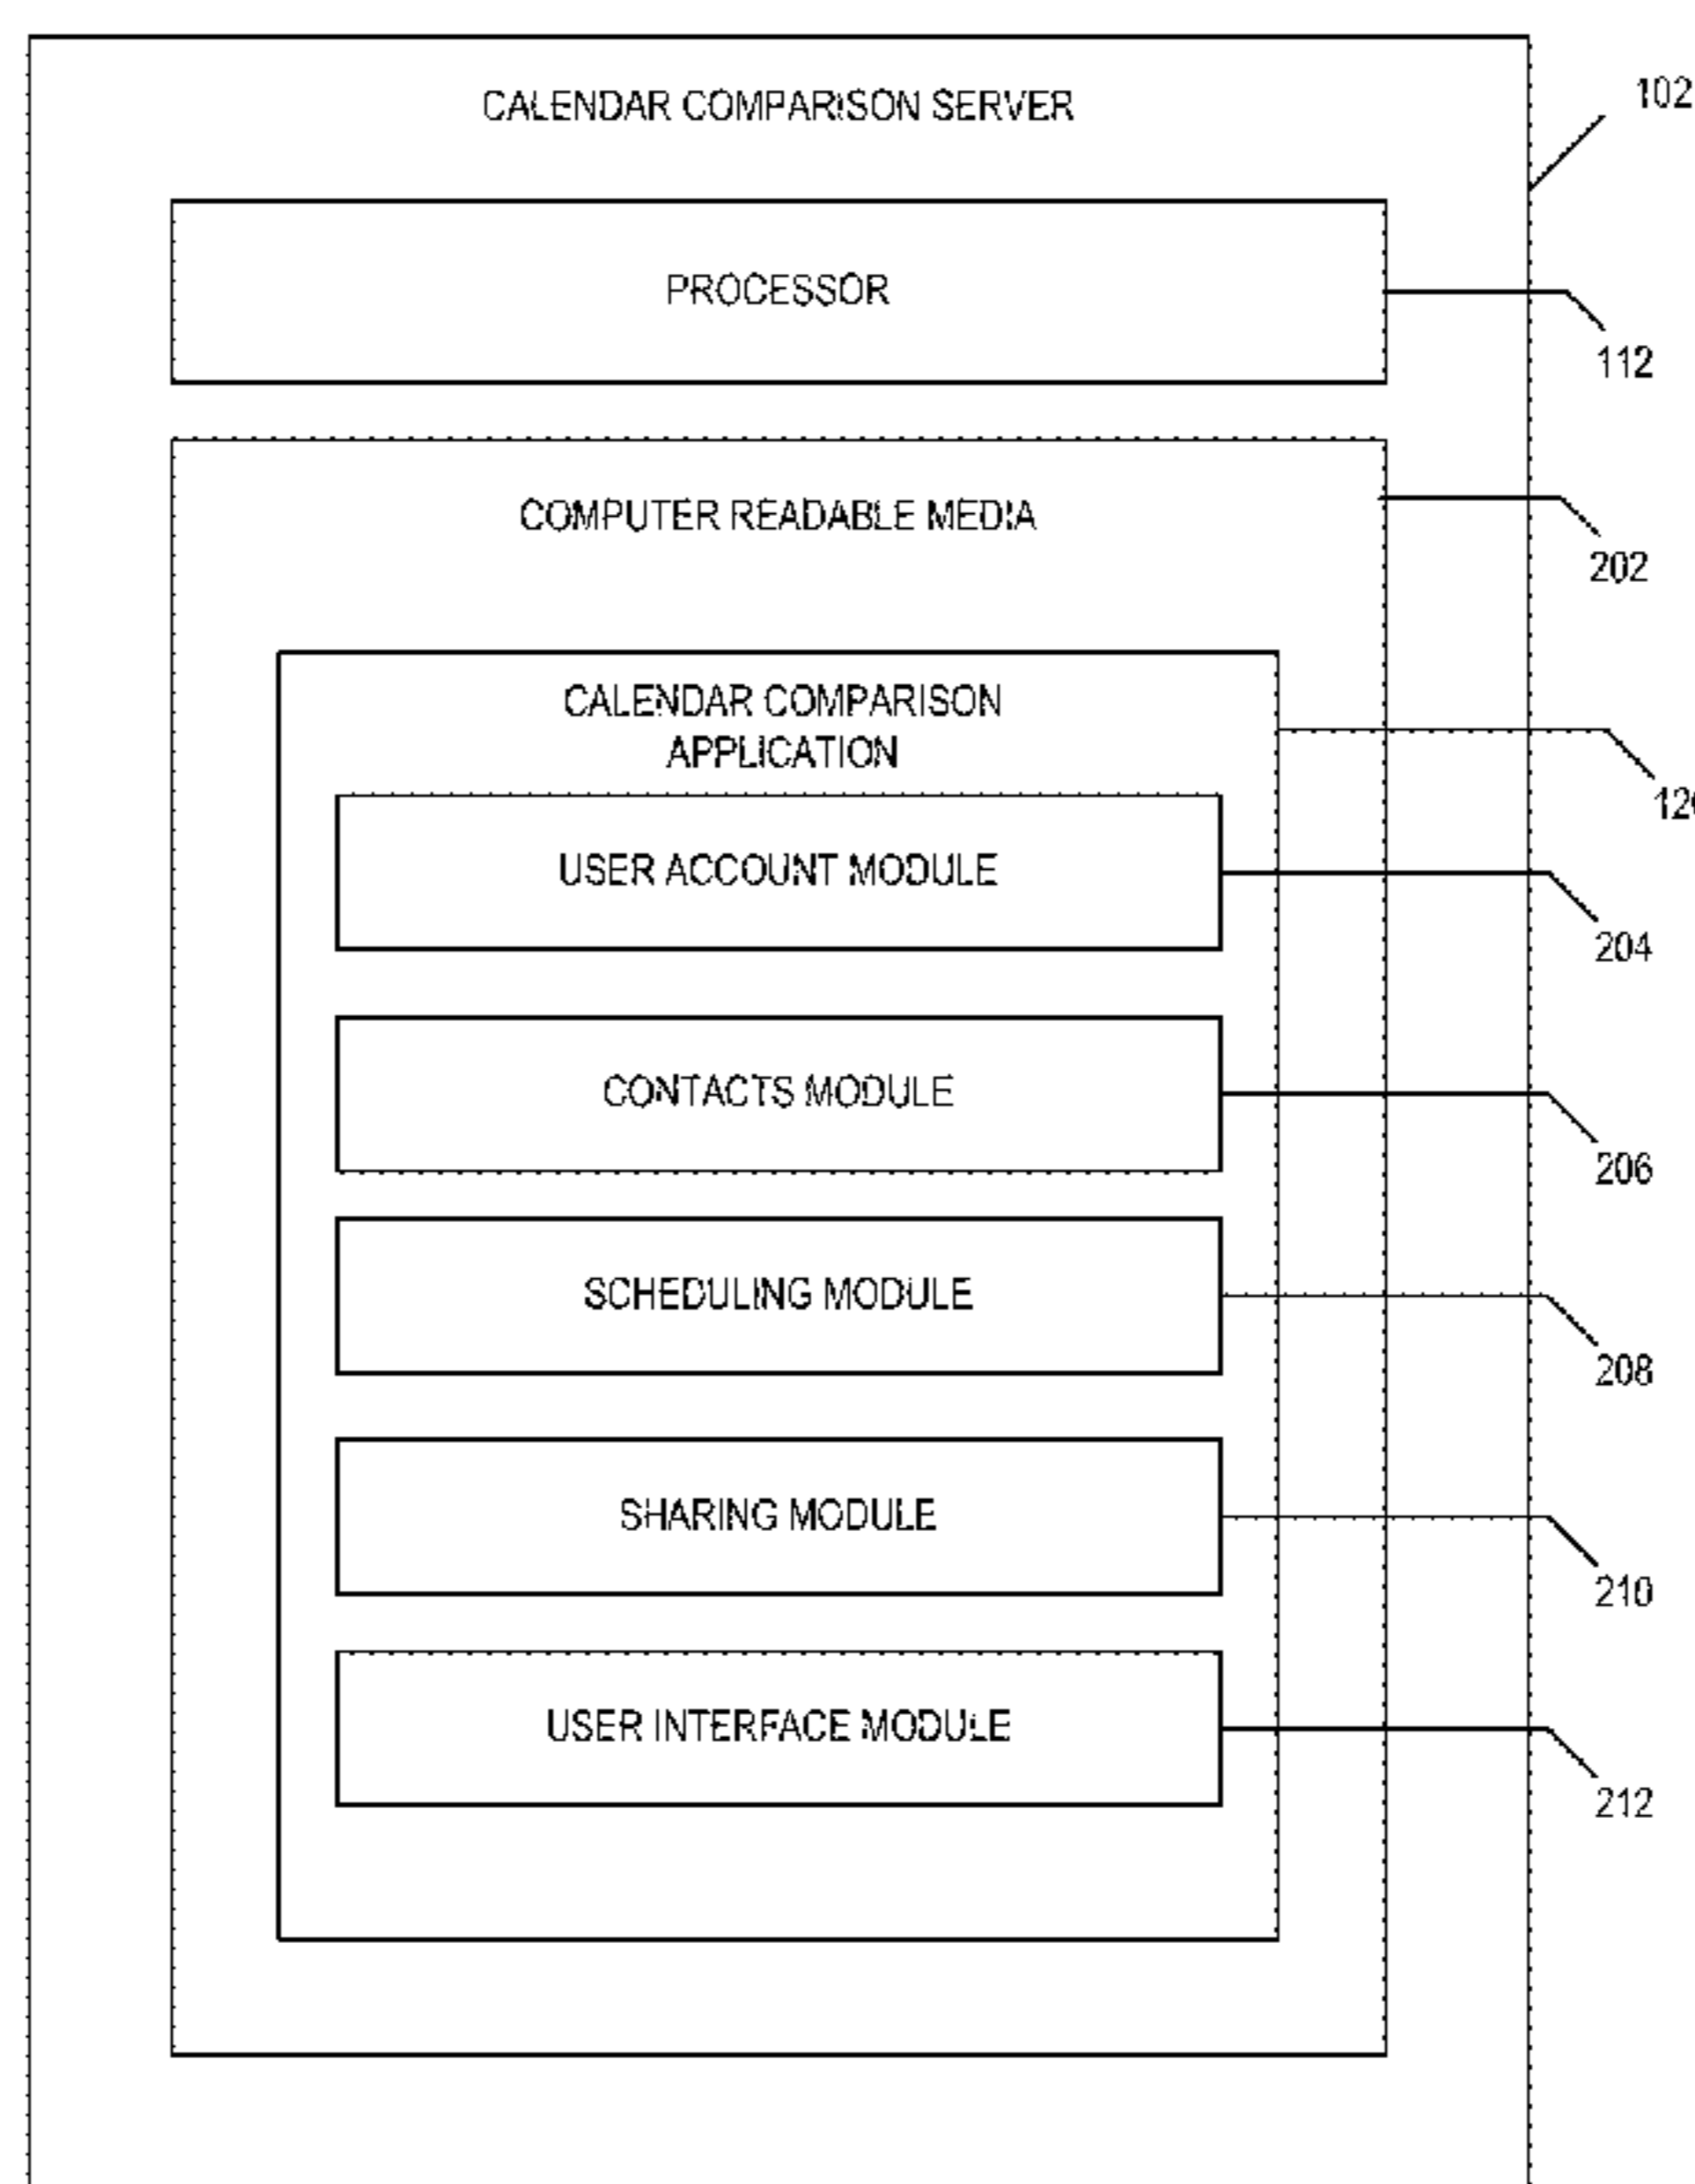 CALENDAR COMPARISON SERVER
102
PROCESSOR
112
COMPUTER READABLE MEDIA
202
CALENDAR COMPARISON
APPLICATION
USER ACCOUNT MODULE
204
CONTACTS MODULE
206
SCHEDULING MODULE
208
SHARING MODULE
210
USER INTERFACE MODULE
212